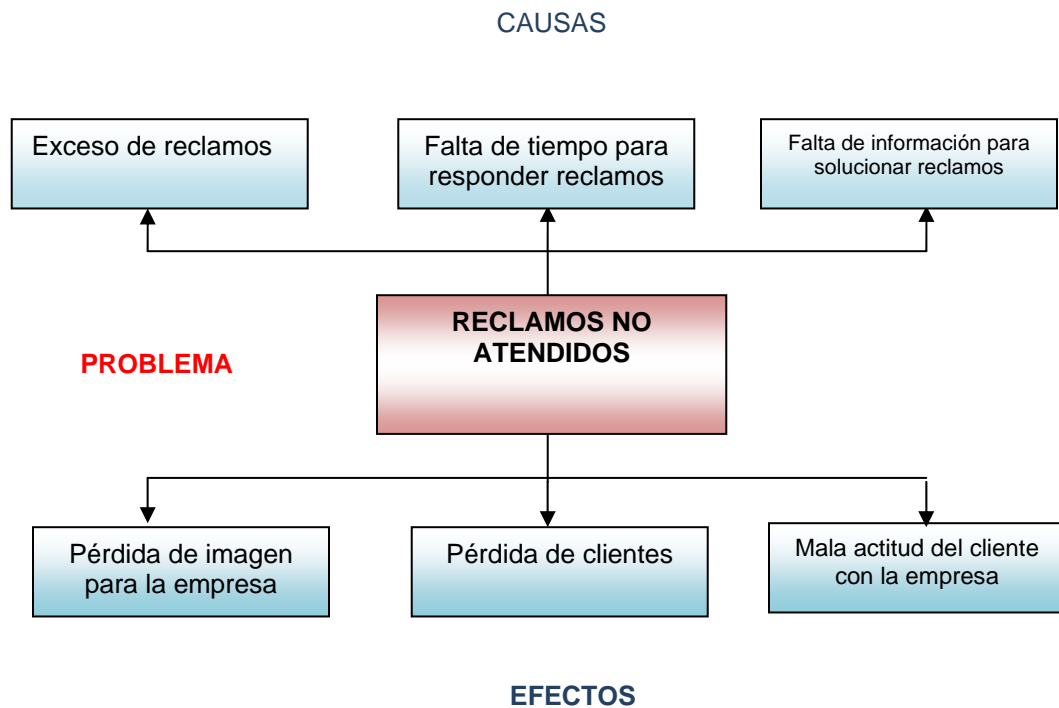 CAUSAS
Exceso de reclamos
Falta de tiempo para
responder reclamos
Falta de información para
solucionar reclamos
RECLAMOS NO
ATENDIDOS
PROBLEMA
Pérdida de imagen
para la empresa
Pérdida de clientes
Mala actitud del cliente
con la empresa
EFECTOS